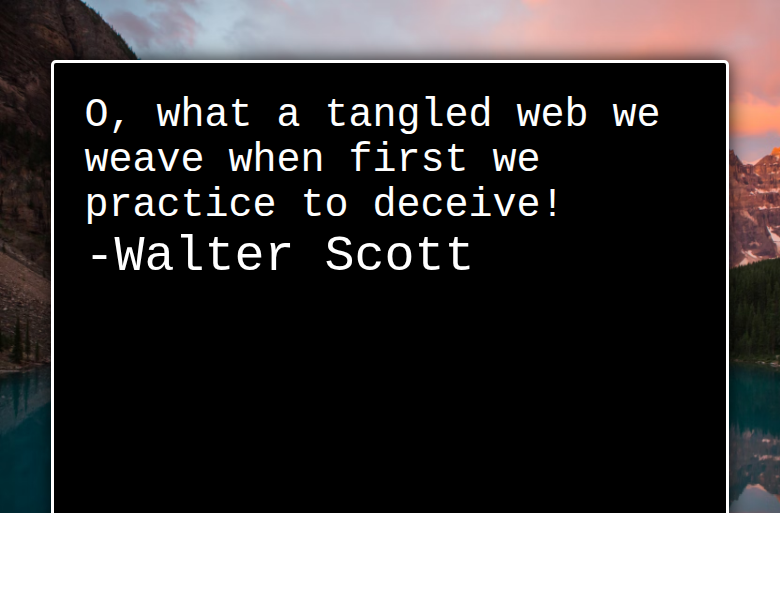 O, what a tangled web we
weave when first we
practice to deceive!
-Walter Scott